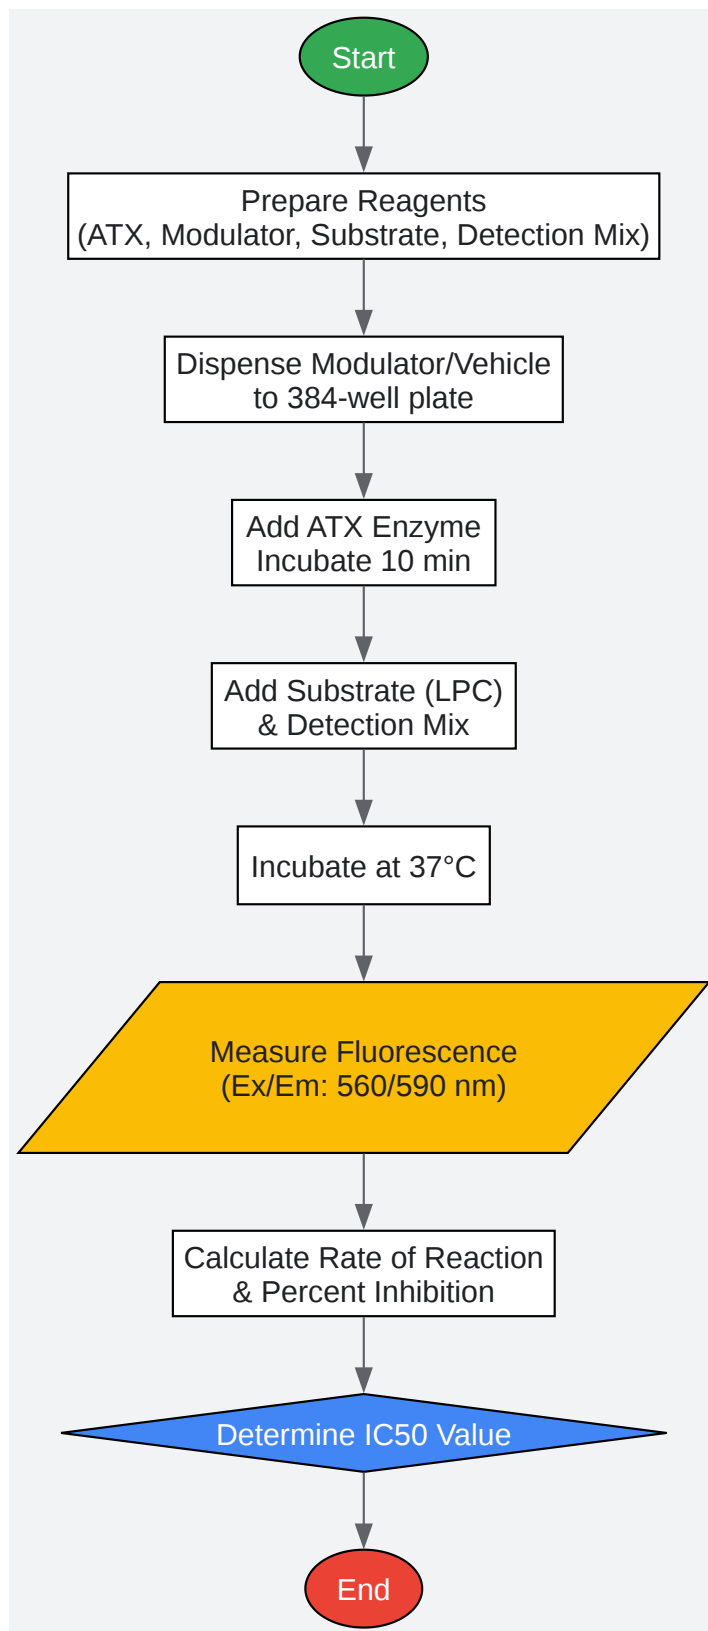 Start
Prepare Reagents
(ATX, Modulator, Substrate, Detection Mix)
Dispense Modulator/Vehicle
to 384-well plate
Add ATX Enzyme
Incubate 10 min
Add Substrate (LPC)
& Detection Mix
Incubate at 37°C
Measure Fluorescence
(Ex/Em: 560/590 nm)
Calculate Rate of Reaction
& Percent Inhibition
Determine IC50 Value
End